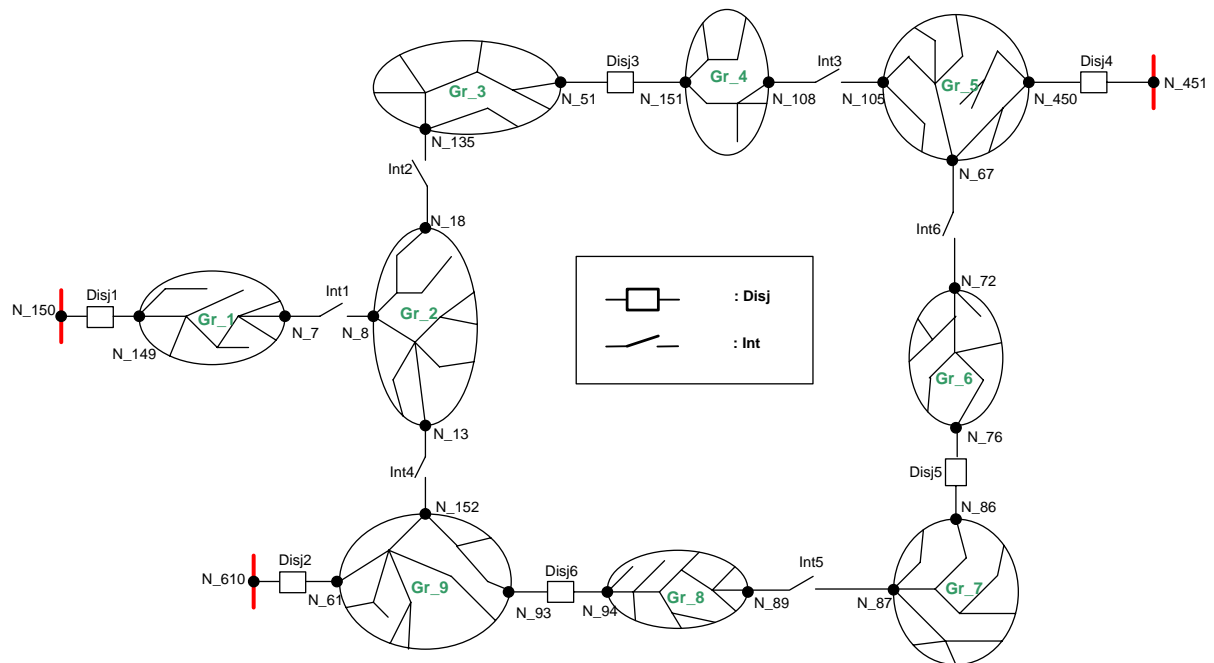 Disj3
Int3
Disj4
Gr_3
Gr_4
Gr_5
N_51
N_151
N_108
N_105
N_450
N_451
N_135
N_67
Int2
N_18
Int6
N_72
Disj1
Int1
N_150
Gr_1
Gr_2
N_149
N_7
N_8
: Disj
: Int
Gr_6
N_13
N_76
Int4
Disj5
N_152
N_86
Disj2
Disj6
Int5
N_610
N_61
Gr_9
N_93
N_94
Gr_8
N_89
N_87
Gr_7